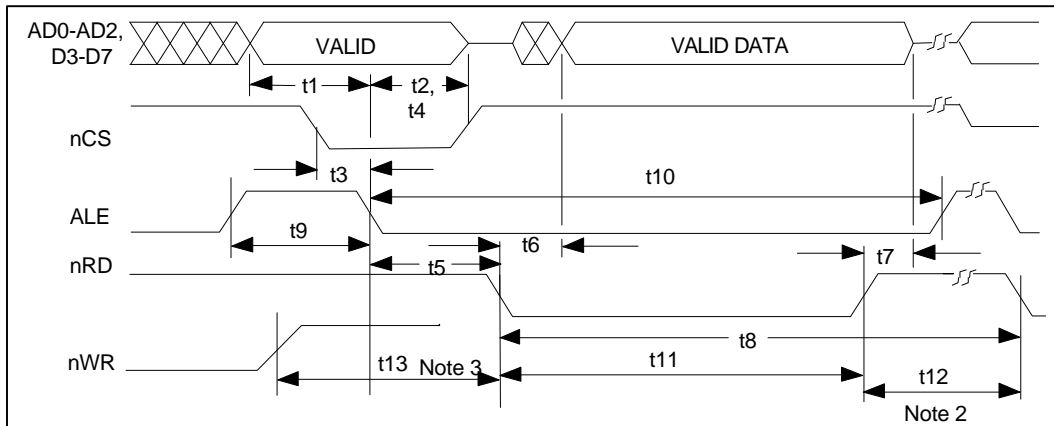 AD0-AD2,
D3-D7
VALID
VALID DATA
t1
t2,
t4
nCS
t3
t10
ALE
t9
t6
t7
t5
nRD
t8
nWR
t13
Note 3
t11
t12
Note 2